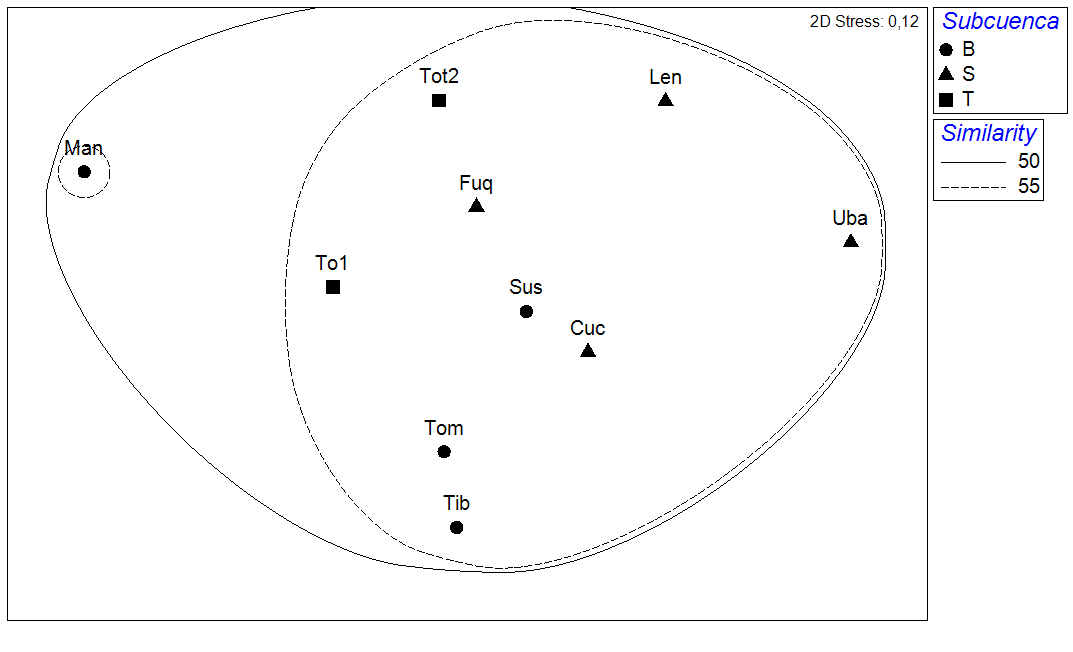 2D Stress: 0,12
Subcuenca
B
S
T
Similarity
50
55
Tot2
Len
Man
Fuq
Uba
To1
Sus
Cuc
Tom
Tib